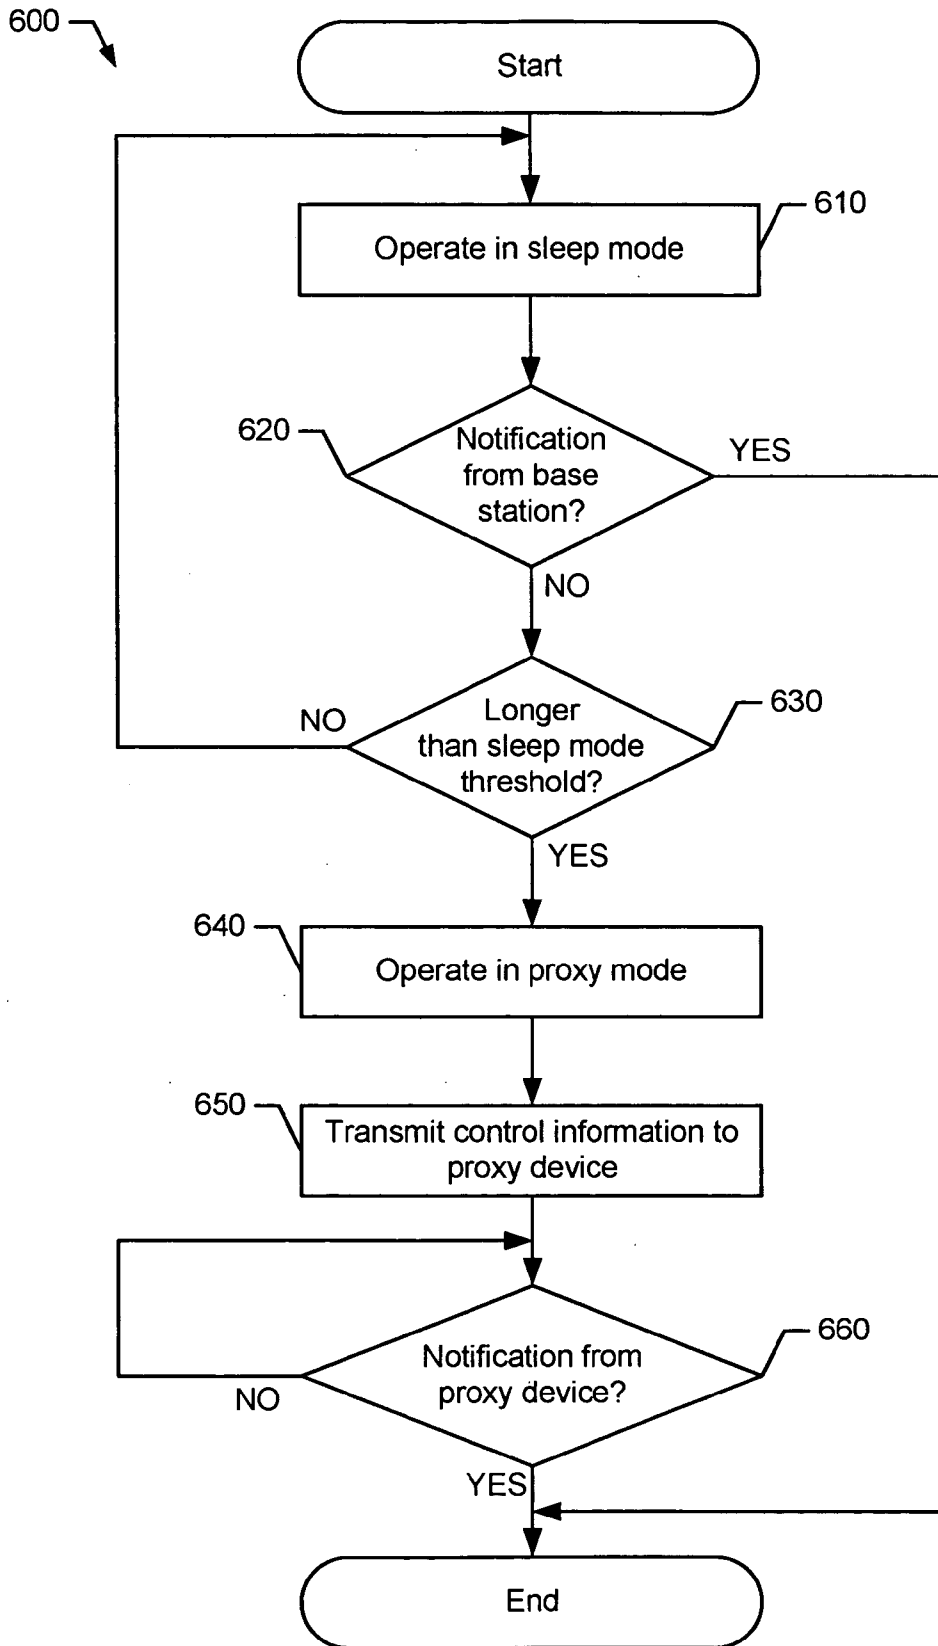 600
Start
610
Operate in sleep mode
620
Notification
from base
station?
YES
NO
630
Longer
than sleep mode
threshold?
NO
YES
640
Operate in proxy mode
650
Transmit control information to
proxy device
660
Notification from
proxy device?
NO
YES
End